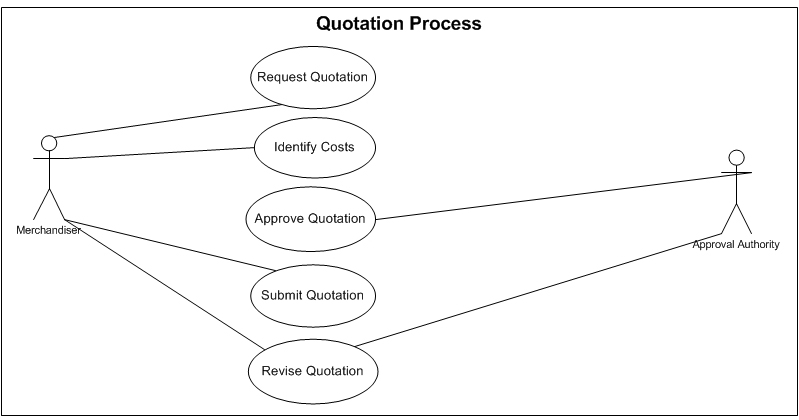 Quotation Process
Request Quotation
Identify Costs
Approve Quotation
Merchandiser
Approval Authority
Submit Quotation
Revise Quotation